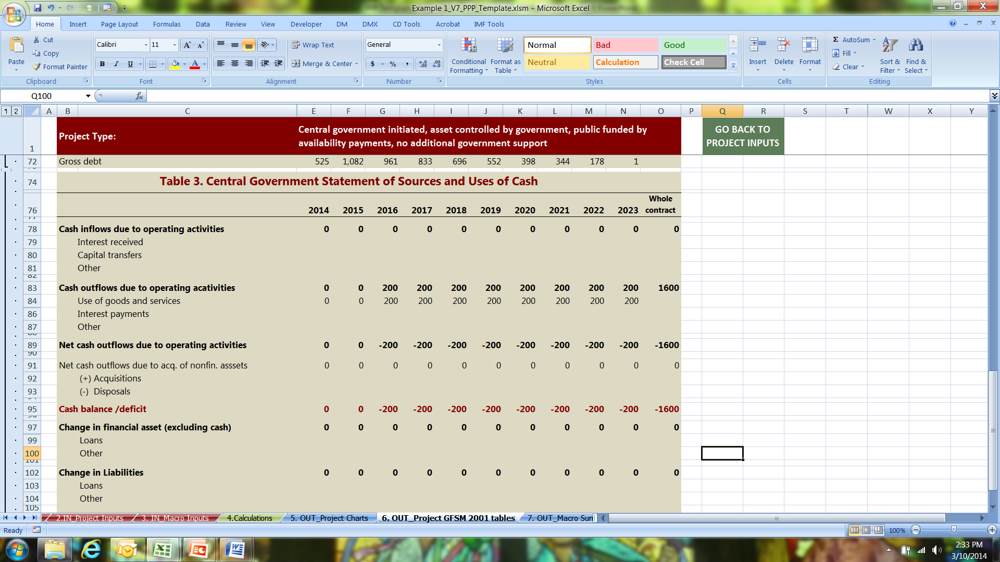 Example 1_V7_PPP_Template.xlsm - Microsoft Excel
Home Insert Page Layout Formulas Data Review View Developer DM DMX CD Tools Acrobat IMF Tools
Paste
Cut
Copy
Format Painter
Clipboard
Calibri 11
B I U
Font
Wrap Text
Merge & Center
Alignment
General
$ % ,
Number
Conditional Formatting
Format as Table
Normal Bad Good
Neutral Calculation Check Cell
Styles
Insert Delete Format
Cells
Σ AutoSum
Fill
Clear
Sort & Filter
Find & Select
Editing
Q100 fx
1 2 A B C E F G H I J K L M N O P Q R S T W X Y
1 Project Type: Central government initiated, asset controlled by government, public funded by
availability payments, no additional government support
GO BACK TO
PROJECT INPUTS
72 Gross debt 525 1,082 961 833 696 552 398 344 178 1
74 Table 3. Central Government Statement of Sources and Uses of Cash
76 2014 2015 2016 2017 2018 2019 2020 2021 2022 2023 Whole contract
77
78 Cash inflows due to operating activities 0 0 0 0 0 0 0 0 0 0 0
79 Interest received
80 Capital transfers
81 Other
82
83 Cash outflows due to operating acativities 0 0 200 200 200 200 200 200 200 200 1600
84 Use of goods and services 0 0 200 200 200 200 200 200 200 200
86 Interest payments
87 Other
89 Net cash outflows due to operating activities 0 0 -200 -200 -200 -200 -200 -200 -200 -200 -1600
90
91 Net cash outflows due to acq. of nonfin. asssets 0 0 0 0 0 0 0 0 0 0 0
92 (+) Acquisitions
93 (-) Disposals
95 Cash balance /deficit 0 0 -200 -200 -200 -200 -200 -200 -200 -200 -1600
97 Change in financial asset (excluding cash) 0 0 0 0 0 0 0 0 0 0 0
99 Loans
100 Other
101
102 Change in Liabilities 0 0 0 0 0 0 0 0 0 0 0
103 Loans
104 Other
105
2.IN_Project Inputs 3. IN_Macro Inputs 4.Calculations 5. OUT_Project Charts 6. OUT_Project GFSM 2001 tables 7. OUT_Macro Sum
Ready 100%
2:33 PM
3/10/2014